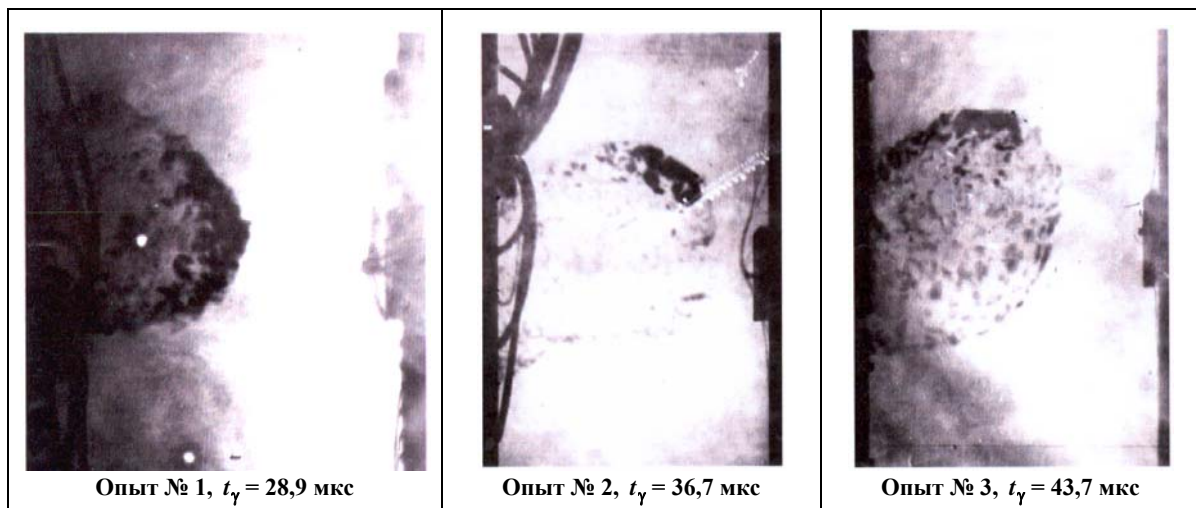 Опыт № 1, tγ = 28,9 мкс
Опыт № 2, tγ = 36,7 мкс
Опыт № 3, tγ = 43,7 мкс